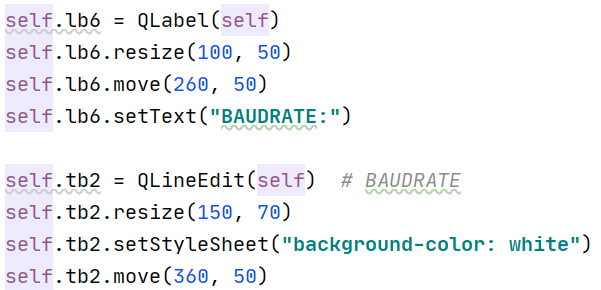 self.lb6 = QLabel(self)
self.lb6.resize(100, 50)
self.lb6.move(260, 50)
self.lb6.setText("BAUDRATE:")
self.tb2 = QLineEdit(self)  # BAUDRATE
self.tb2.resize(150, 70)
self.tb2.setStyleSheet("background-color: white")
self.tb2.move(360, 50)